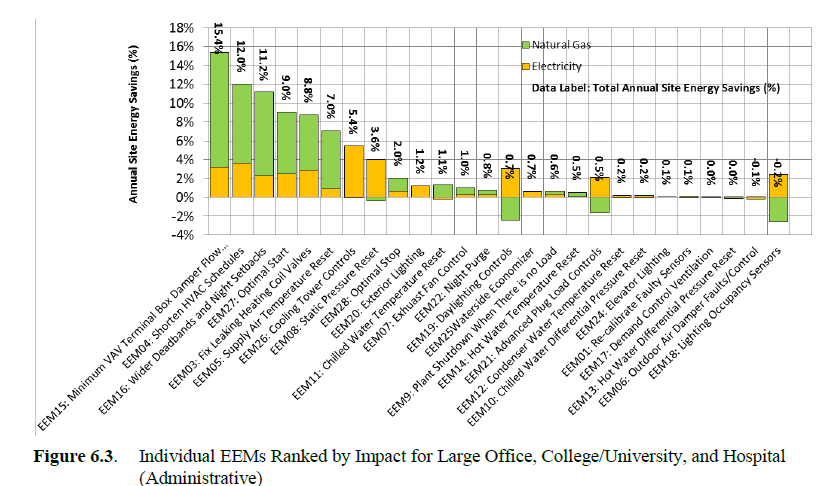 Annual Site Energy Savings (%)
18%
16%
14%
12%
10%
8%
6%
4%
2%
0%
-2%
-4%
15.4%
12.0%
11.2%
9.0%
8.8%
7.0%
5.4%
3.6%
2.0%
1.2%
1.1%
1.0%
0.8%
0.7%
0.7%
0.6%
0.5%
0.5%
0.2%
0.2%
0.1%
0.1%
0.0%
0.0%
-0.1%
-0.2%
Natural Gas
Electricity
Data Label: Total Annual Site Energy Savings (%)
EEM15: Minimum VAV Terminal Box Damper Flow...
EEM04: Shorten HVAC Schedules
EEM16: Wider Deadbands and Night Setbacks
EEM27: Optimal Start
EEM03: Fix Leaking Heating Coil Valves
EEM05: Supply Air Temperature Reset
EEM26: Cooling Tower Controls
EEM08: Static Pressure Reset
EEM28: Optimal Stop
EEM20: Exterior Lighting
EEM11: Chilled Water Temperature Reset
EEM07: Exhaust Fan Control
EEM22: Night Purge
EEM19: Daylighting Controls
EEM25Waterside Economizer
EEM9: Plant Shutdown When There is no Load
EEM14: Hot Water Temperature Reset
EEM21: Advanced Plug Load Controls
EEM12: Condenser Water Temperature Reset
EEM10: Chilled Water Differential Pressure Reset
EEM24: Elevator Lighting
EEM01: Recalibrate Faulty Sensors
EEM17: Demand Control Ventilation
EEM13: Hot Water Differential Pressure Reset
EEM06: Outdoor Air Damper Faults/Control
EEM18: Lighting Occupancy Sensors
Figure 6.3. Individual EEMs Ranked by Impact for Large Office, College/University, and Hospital
(Administrative)